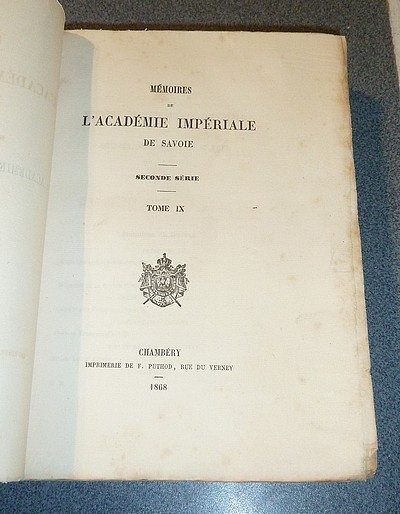 MÉMOIRES
DE
L'ACADÉMIE IMPÉRIALE
DE SAVOIE
SECONDE SÉRIE
TOME IX
CHAMBÉRY
IMPRIMERIE DE F. PUTHOD, RUE DU VERNEY
1868